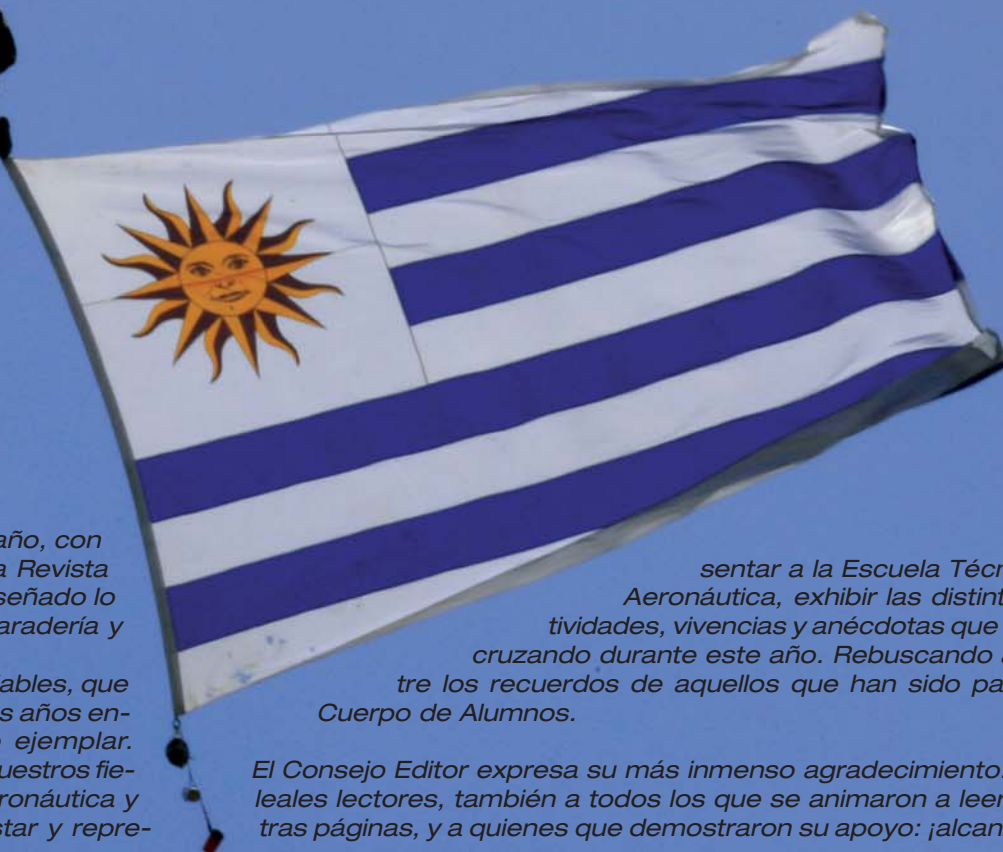 año, con
a Revista
señado lo
aradería y
ables, que
s años en-
ejemplar.
uestros fie-
ronáutica y
star y repre-
sentar a la Escuela Técn
Aeronáutica, exhibir las distint
tividades, vivencias y anécdotas que
cruzando durante este año. Rebuscando
tre los recuerdos de aquellos que han sido pa
Cuerpo de Alumnos.
El Consejo Editor expresa su más inmenso agradecimiento
leales lectores, también a todos los que se animaron a leer
tras páginas, y a quienes que demostraron su apoyo: ¡alcan